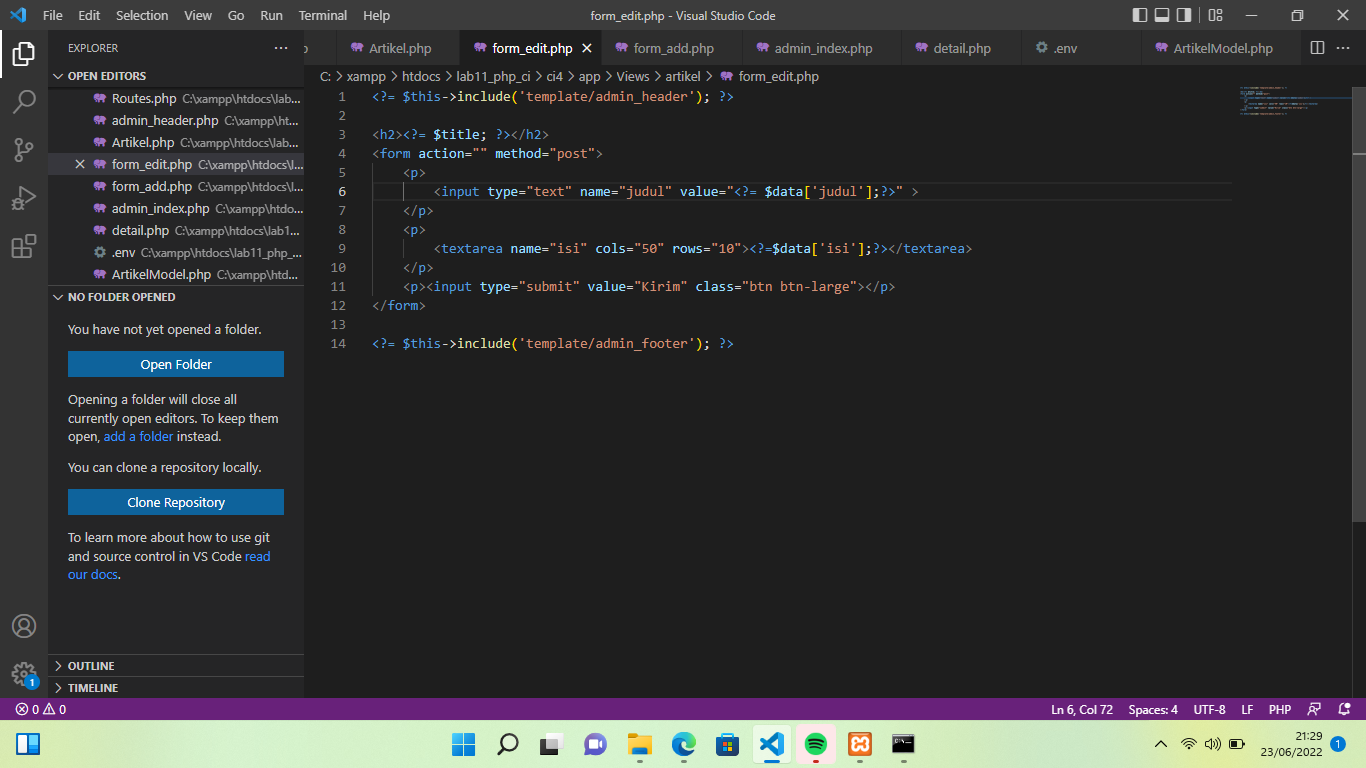 File Edit Selection View Go Run Terminal Help form_edit.php - Visual Studio Code
EXPLORER
Artikel.php form_edit.php form_add.php admin_index.php detail.php .env ArtikelModel.php
OPEN EDITORS
Routes.php C:\xampp\htdocs\lab...
admin_header.php C:\xampp\ht...
Artikel.php C:\xampp\htdocs\lab...
form_edit.php C:\xampp\htdocs\l...
form_add.php C:\xampp\htdocs\l...
admin_index.php C:\xampp\htdo...
detail.php C:\xampp\htdocs\lab1...
.env C:\xampp\htdocs\lab11_php_...
ArtikelModel.php C:\xampp\htd...
NO FOLDER OPENED
You have not yet opened a folder.
Open Folder
Opening a folder will close all
currently open editors. To keep them
open, add a folder instead.
You can clone a repository locally.
Clone Repository
To learn more about how to use git
and source control in VS Code read
our docs.
OUTLINE
TIMELINE
C: > xampp > htdocs > lab11_php_ci > ci4 > app > Views > artikel > form_edit.php
1 <?= $this->include('template/admin_header'); ?>
2
3 <h2><?= $title; ?></h2>
4 <form action="" method="post">
5 <p>
6 <input type="text" name="judul" value="<?= $data['judul'];?>" >
7 </p>
8 <p>
9 <textarea name="isi" cols="50" rows="10"><?=$data['isi'];?></textarea>
10 </p>
11 <p><input type="submit" value="Kirim" class="btn btn-large"></p>
12 </form>
13
14 <?= $this->include('template/admin_footer'); ?>
1
0 0 Ln 6, Col 72 Spaces: 4 UTF-8 LF PHP
21:29
23/06/2022 1